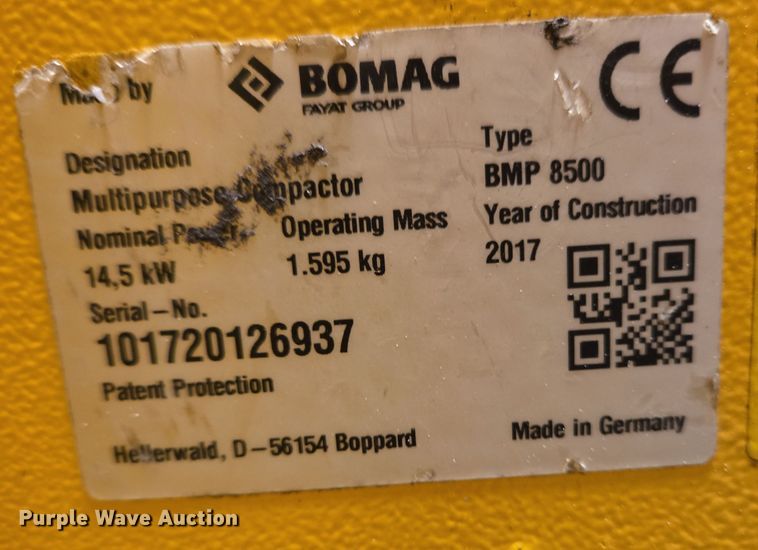 Made by
BOMAG
FAYAT GROUP
CE
Designation
Multipurpose Compactor
Type
BMP 8500
Nominal Power
14,5 kW
Operating Mass
1.595 kg
Year of Construction
2017
Serial-No.
101720126937
Patent Protection
Hellerwald, D-56154 Boppard
Made in Germany
Purple Wave Auction